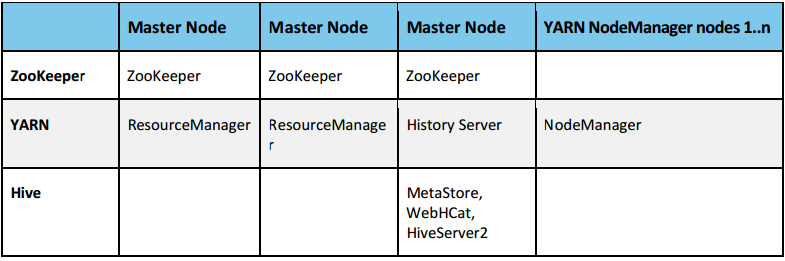 Master Node Master Node Master Node YARN NodeManager nodes 1..n
ZooKeeper ZooKeeper ZooKeeper ZooKeeper
YARN ResourceManager ResourceManage History Server NodeManager
r
Hive MetaStore,
WebHCat,
HiveServer2